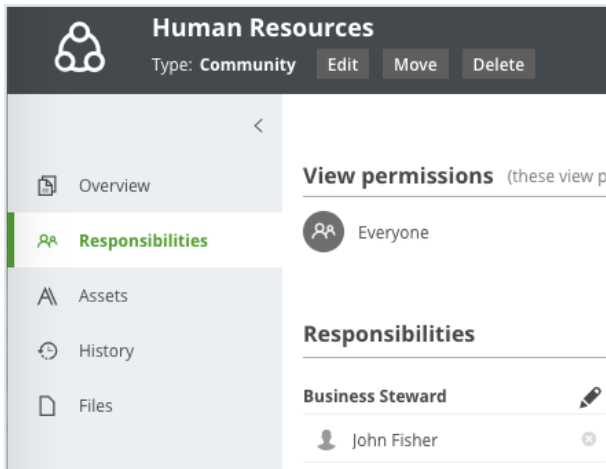 Human Resources
Type: Community Edit Move Delete
Overview
Responsibilities
Assets
History
Files
View permissions (these view p
Everyone
Responsibilities
Business Steward
John Fisher